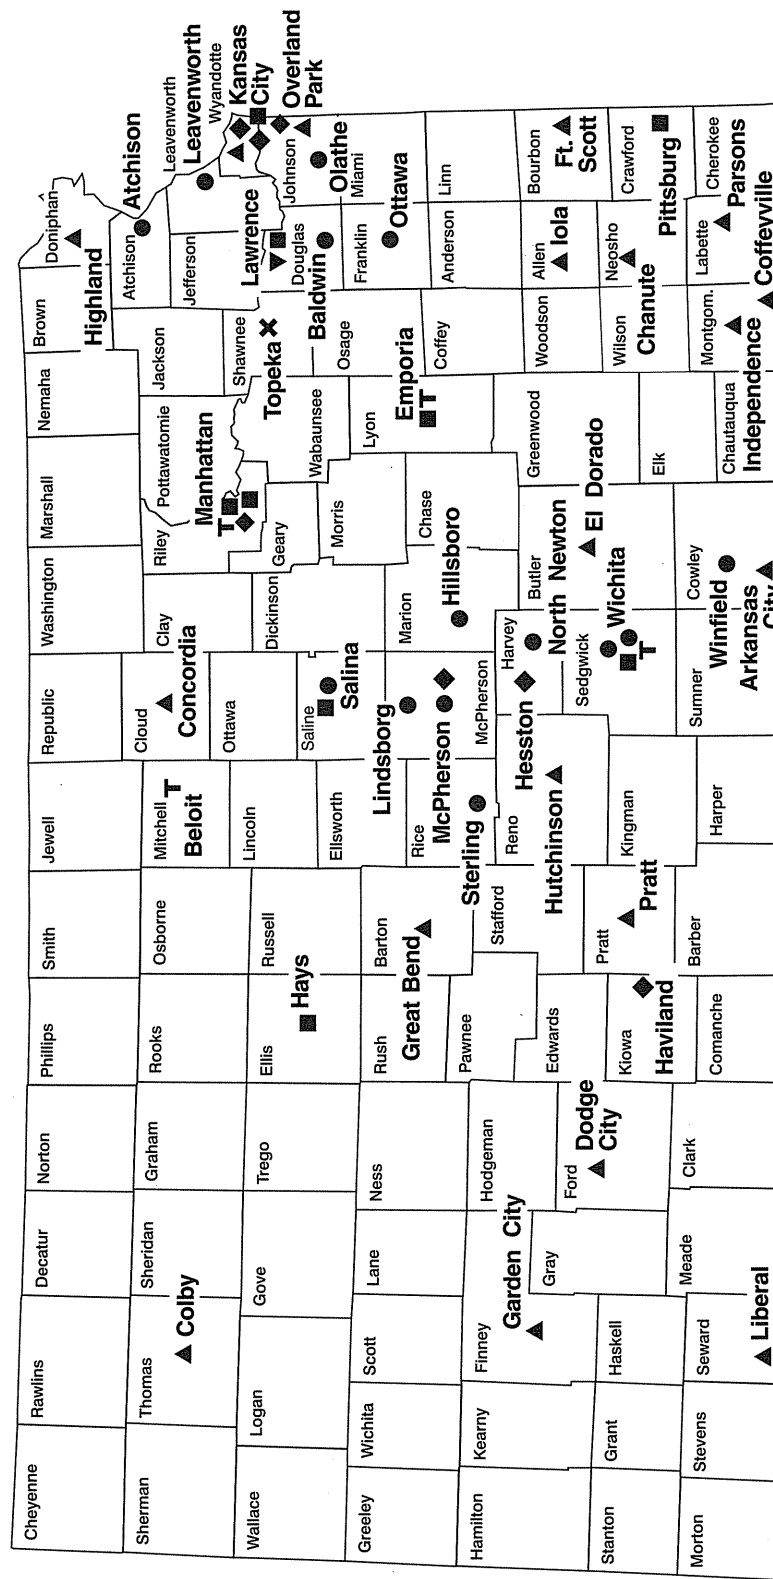 Cheyenne
Rawlins
Decatur
Norton
Phillips
Smith
Jewell
Republic
Washington
Marshall
Nemaha
Brown
Doniphan
Highland
Sherman
Thomas
Colby
Sheridan
Graham
Rooks
Osborne
Mitchell
Beloit
T
Cloud
Concordia
Clay
Riley
Pottawatomie
Manhattan
T
Jackson
Atchison
Atchison
Jefferson
Leavenworth
Leavenworth
Wyandotte
Kansas
City
Wallace
Logan
Gove
Trego
Ellis
Hays
Russell
Lincoln
Ottawa
Dickinson
Geary
Wabaunsee
Shawnee
Topeka
Lawrence
Douglas
Baldwin
Johnson
Overland
Park
Olathe
Miami
Greeley
Wichita
Scott
Lane
Ness
Rush
Great Bend
Barton
Ellsworth
Saline
Salina
Lindsborg
Rice
McPherson
McPherson
Sterling
Marion
Hillsboro
Morris
Chase
Lyon
Emporia
T
Osage
Coffey
Franklin
Ottawa
Anderson
Linn
Hamilton
Kearny
Finney
Garden City
Gray
Hodgeman
Ford
Dodge
City
Pawnee
Edwards
Stafford
Reno
Hutchinson
Hesston
Harvey
North Newton
Sedgwick
Wichita
T
Butler
El Dorado
Greenwood
Woodson
Allen
Iola
Bourbon
Ft.
Scott
Stanton
Grant
Haskell
Kiowa
Haviland
Pratt
Pratt
Kingman
Elk
Wilson
Neosho
Chanute
Crawford
Pittsburg
Morton
Stevens
Seward
Liberal
Meade
Clark
Comanche
Barber
Harper
Sumner
Cowley
Winfield
Arkansas
City
Chautauqua
Montgom.
Independence
Coffeyville
Labette
Parsons
Cherokee